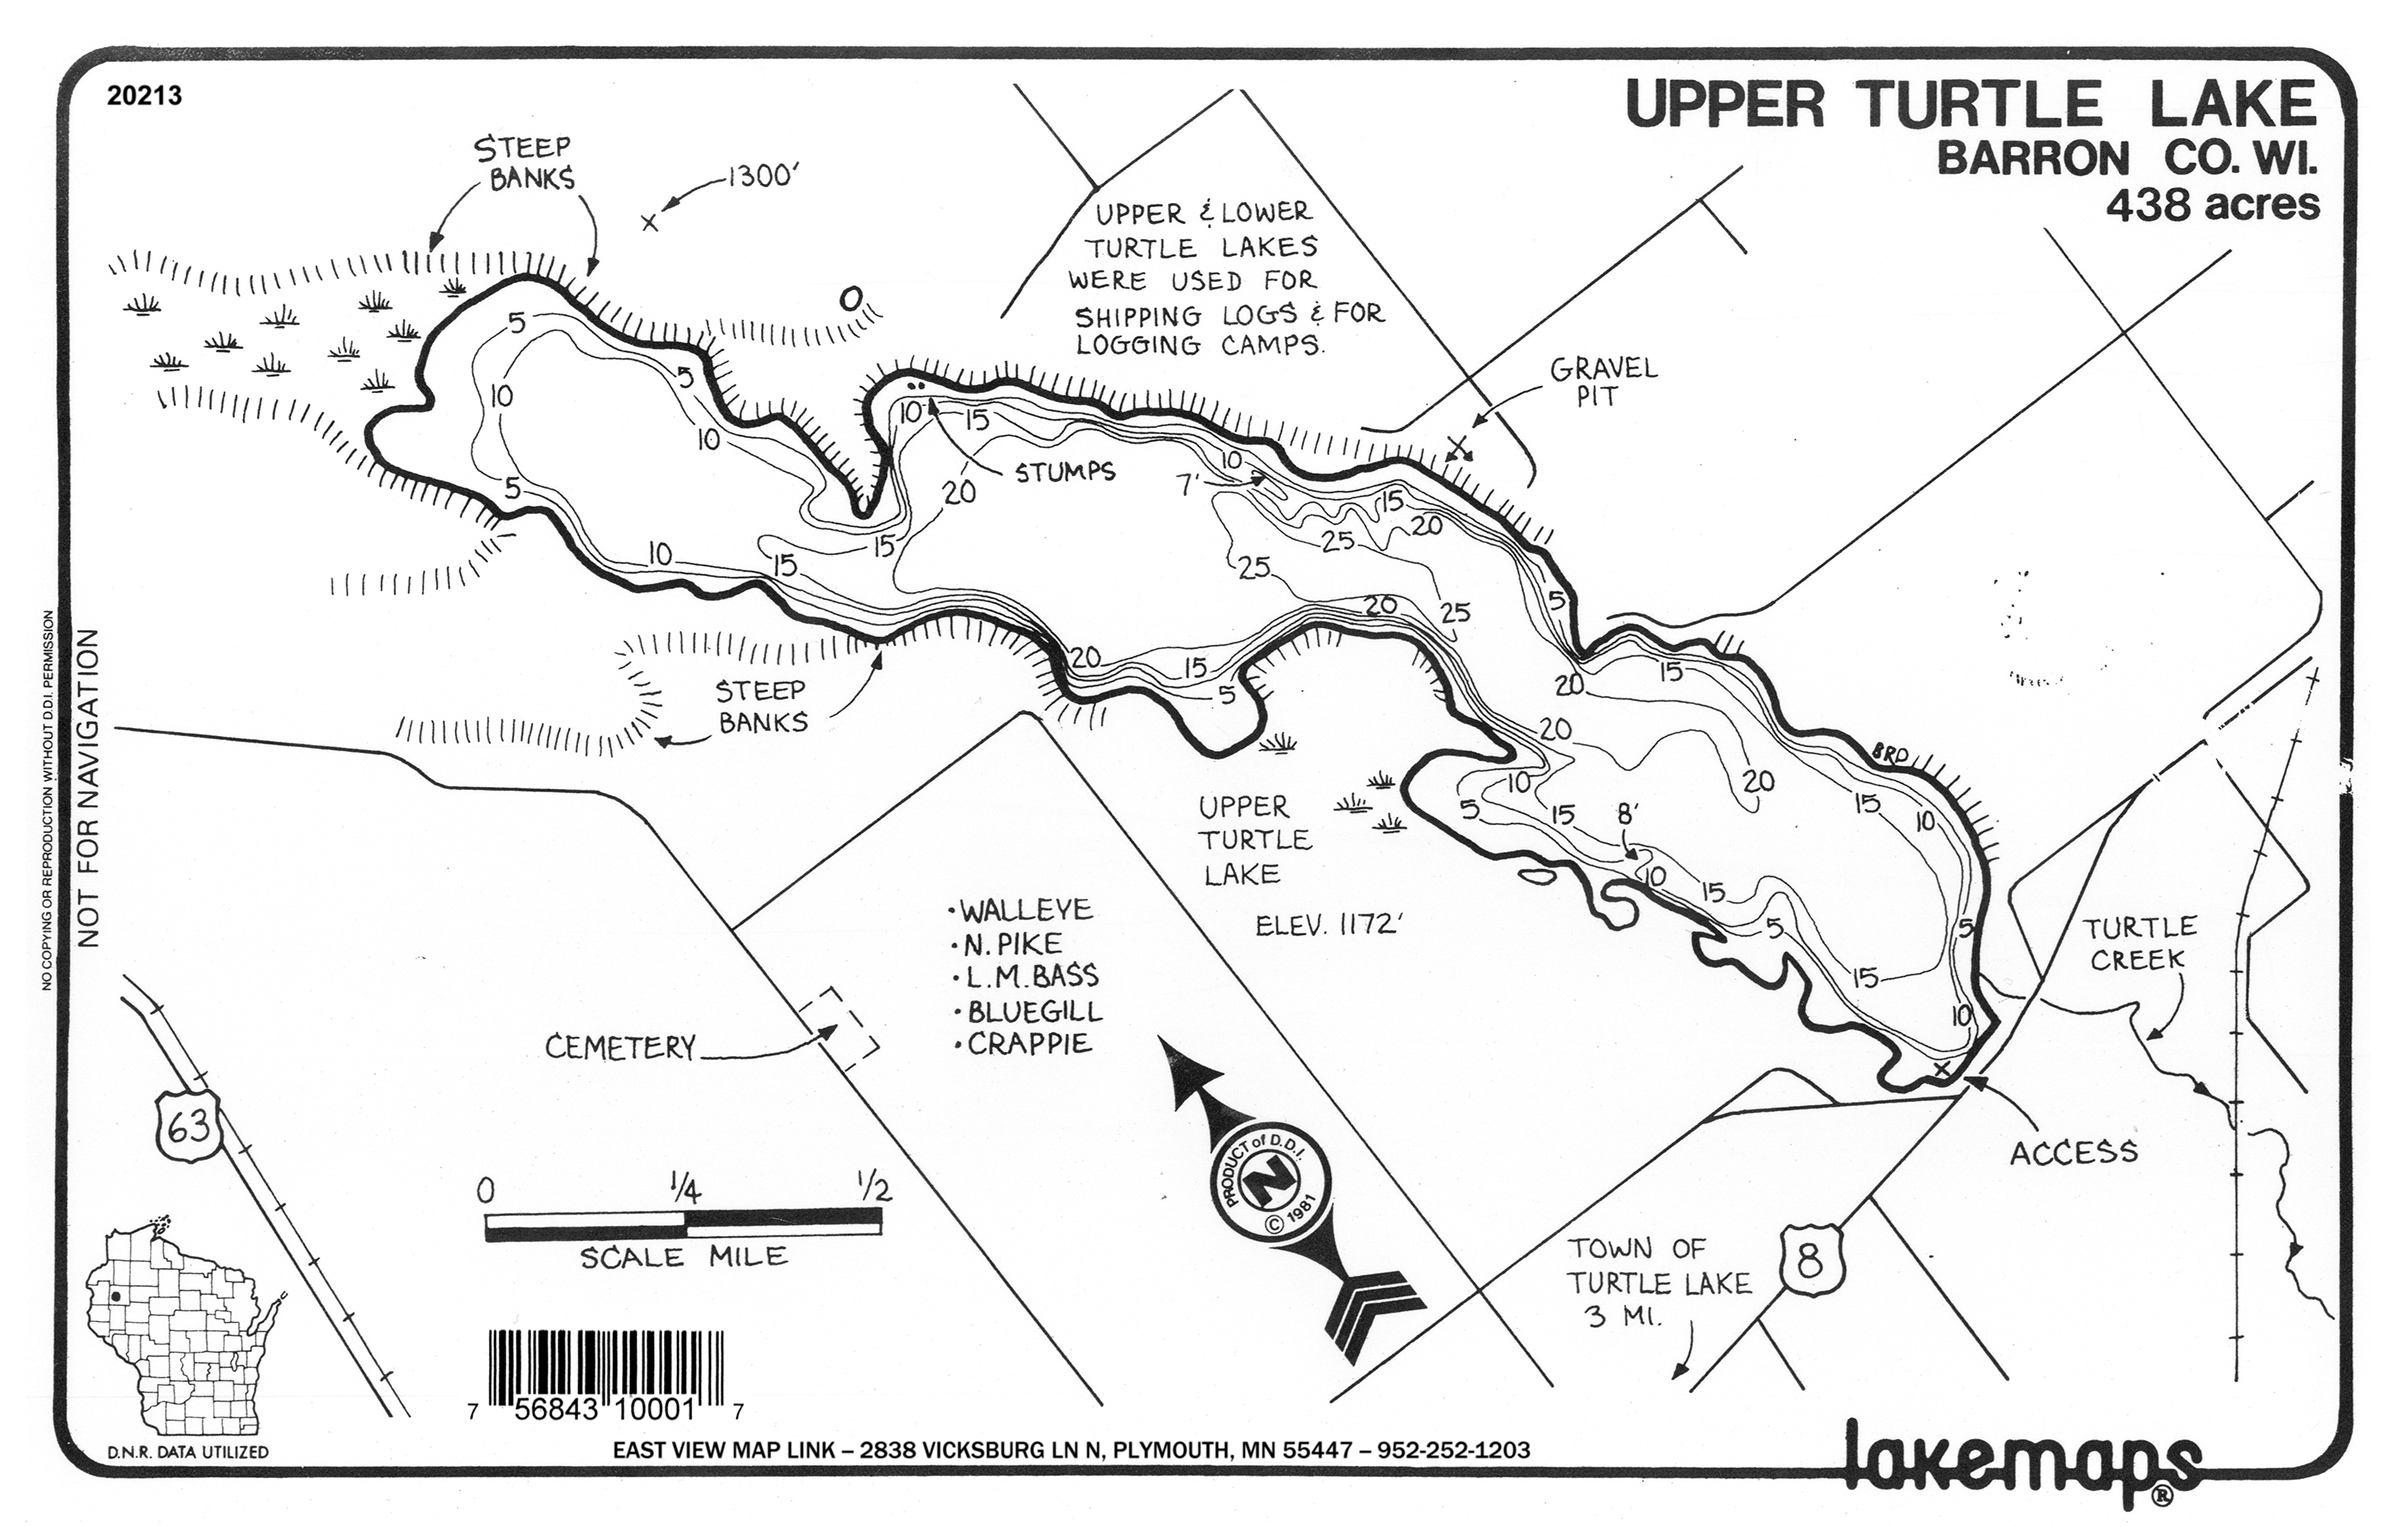 20213
UPPER TURTLE LAKE
BARRON CO. WI.
438 acres
STEEP
BANKS
1300'
UPPER & LOWER
TURTLE LAKES
WERE USED FOR
SHIPPING LOGS & FOR
LOGGING CAMPS.
GRAVEL
PIT
5
5
10
10
5
10
10
15
STUMPS
20
15
15
10
7'
15
20
25
25
25
20
5
20
15
5
20
15
20
20
BRD
15
10
10
5
15
8'
10
15
5
5
15
10
STEEP
BANKS
UPPER
TURTLE
LAKE
ELEV. 1172'
•WALLEYE
•N. PIKE
•L.M. BASS
•BLUEGILL
•CRAPPIE
CEMETERY
TURTLE
CREEK
ACCESS
63
8
TOWN OF
TURTLE LAKE
3 MI.
0 1/4 1/2
SCALE MILE
PRODUCT of D.D.I.
N
© 1981
NOT FOR NAVIGATION
NO COPYING OR REPRODUCTION WITHOUT D.D.I. PERMISSION
D.N.R. DATA UTILIZED
7 56843 10001 7
EAST VIEW MAP LINK – 2838 VICKSBURG LN N, PLYMOUTH, MN 55447 – 952-252-1203
lakemaps®